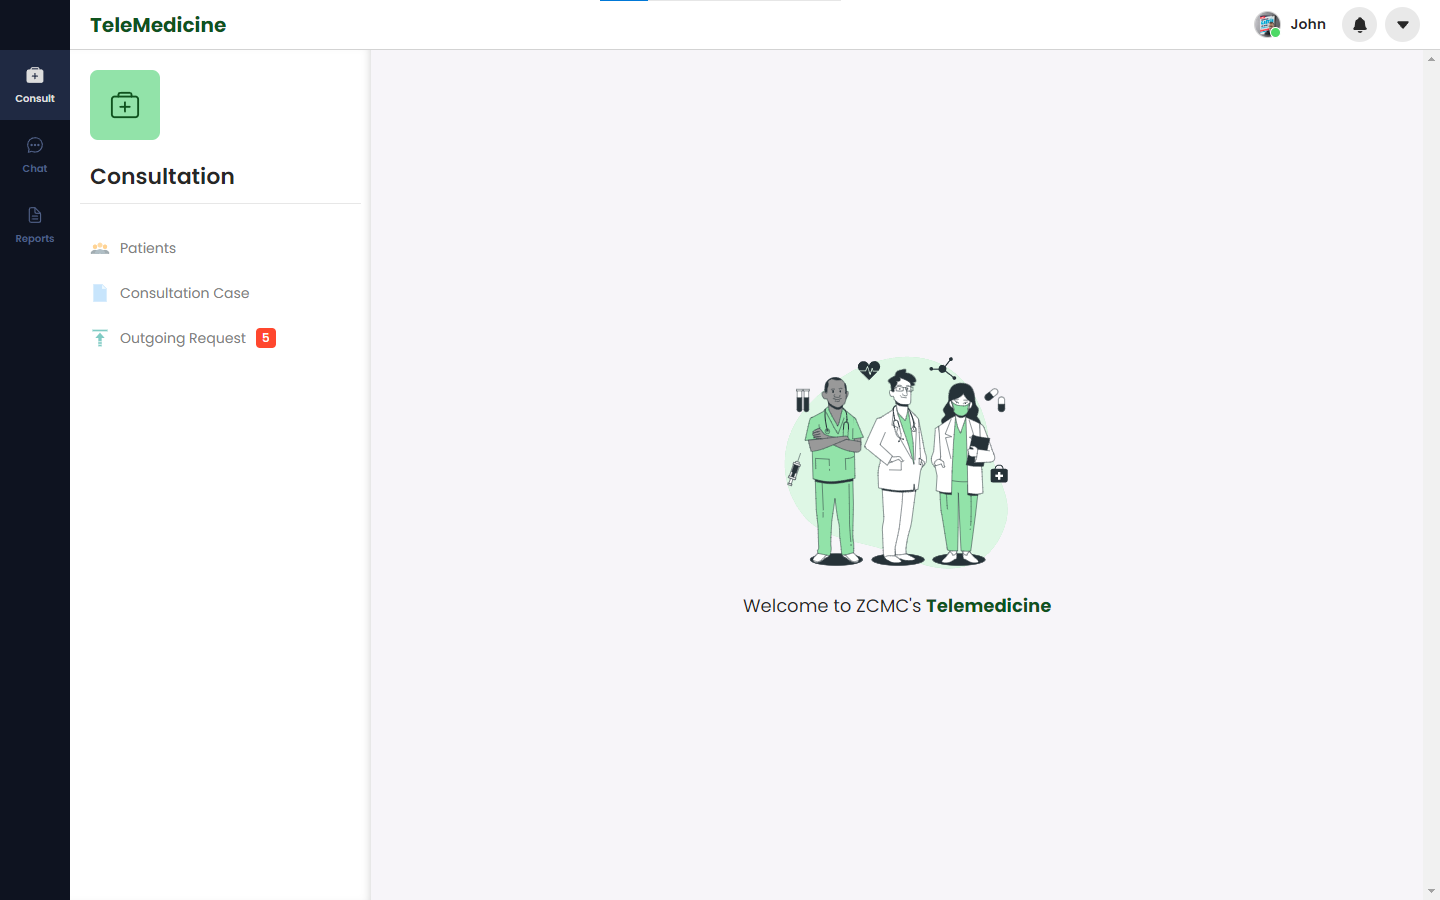 TeleMedicine
John
Consult
Chat
Reports
Consultation
Patients
Consultation Case
Outgoing Request 5
Welcome to ZCMC's Telemedicine